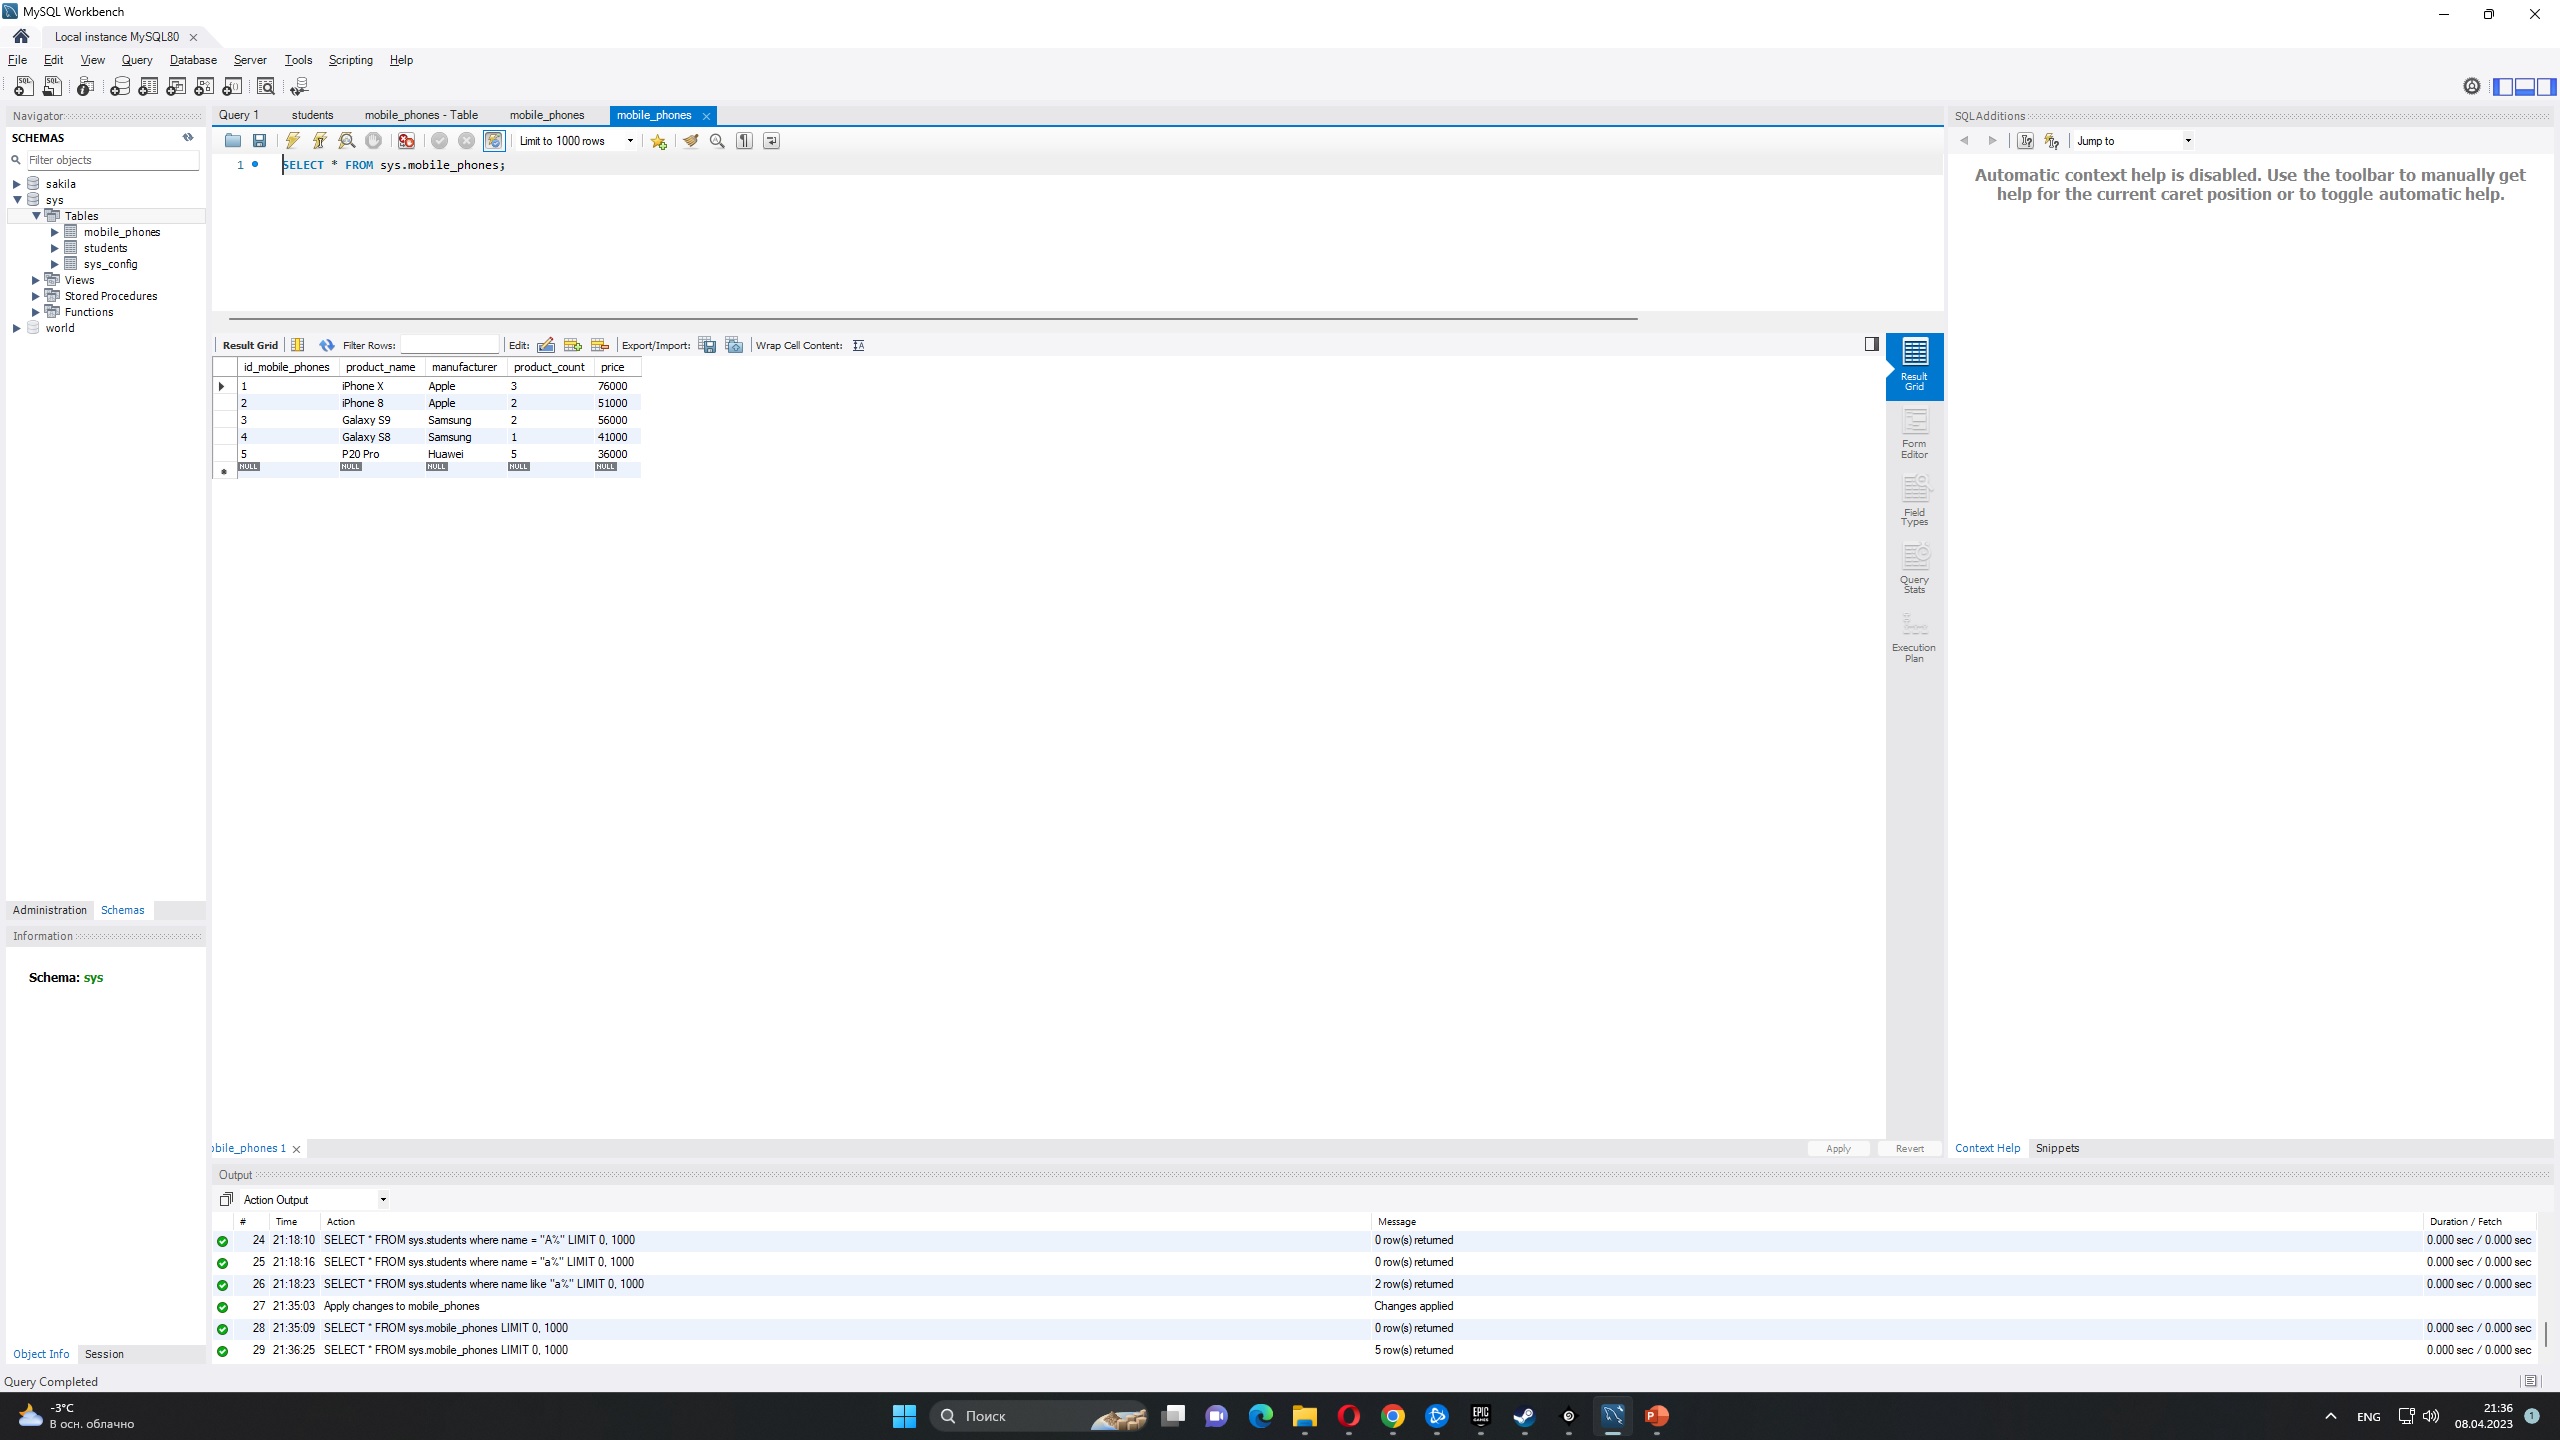 MySQL Workbench
Local instance MySQL80
File Edit View Query Database Server Tools Scripting Help
Navigator
SCHEMAS
Filter objects
sakila
sys
Tables
mobile_phones
students
sys_config
Views
Stored Procedures
Functions
world
Administration Schemas
Information
Schema: sys
Object Info Session
Query Completed
Query 1 students mobile_phones - Table mobile_phones mobile_phones
Limit to 1000 rows
1 SELECT * FROM sys.mobile_phones;
Result Grid Filter Rows: Edit: Export/Import: Wrap Cell Content:
id_mobile_phones product_name manufacturer product_count price
1 iPhone X Apple 3 76000
2 iPhone 8 Apple 2 51000
3 Galaxy S9 Samsung 2 56000
4 Galaxy S8 Samsung 1 41000
5 P20 Pro Huawei 5 36000
NULL NULL NULL NULL NULL
Result Grid
Form Editor
Field Types
Query Stats
Execution Plan
obile_phones 1 Apply Revert
SQLAdditions
Jump to
Automatic context help is disabled. Use the toolbar to manually get
help for the current caret position or to toggle automatic help.
Context Help Snippets
Output
Action Output
# Time Action Message Duration / Fetch
24 21:18:10 SELECT * FROM sys.students where name = "A%" LIMIT 0, 1000 0 row(s) returned 0.000 sec / 0.000 sec
25 21:18:16 SELECT * FROM sys.students where name = "a%" LIMIT 0, 1000 0 row(s) returned 0.000 sec / 0.000 sec
26 21:18:23 SELECT * FROM sys.students where name like "a%" LIMIT 0, 1000 2 row(s) returned 0.000 sec / 0.000 sec
27 21:35:03 Apply changes to mobile_phones Changes applied
28 21:35:09 SELECT * FROM sys.mobile_phones LIMIT 0, 1000 0 row(s) returned 0.000 sec / 0.000 sec
29 21:36:25 SELECT * FROM sys.mobile_phones LIMIT 0, 1000 5 row(s) returned 0.000 sec / 0.000 sec
-3°C
В осн. облачно
Поиск
EPIC GAMES
ENG
21:36
08.04.2023
1